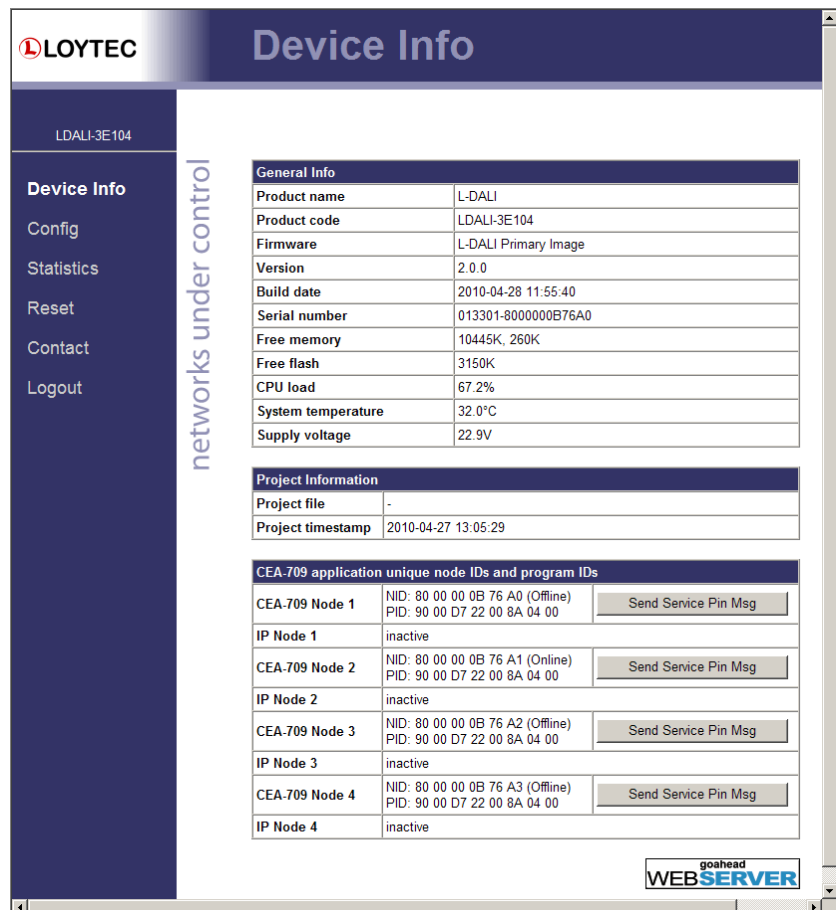 LOYTEC
Device Info
LDALI-3E104
Device Info
Config
Statistics
Reset
Contact
Logout
networks under control
General Info
Product name L-DALI
Product code LDALI-3E104
Firmware L-DALI Primary Image
Version 2.0.0
Build date 2010-04-28 11:55:40
Serial number 013301-8000000B76A0
Free memory 10445K, 260K
Free flash 3150K
CPU load 67.2%
System temperature 32.0°C
Supply voltage 22.9V
Project Information
Project file -
Project timestamp 2010-04-27 13:05:29
CEA-709 application unique node IDs and program IDs
CEA-709 Node 1 NID: 80 00 00 0B 76 A0 (Offline)
PID: 90 00 D7 22 00 8A 04 00 Send Service Pin Msg
IP Node 1 inactive
CEA-709 Node 2 NID: 80 00 00 0B 76 A1 (Online)
PID: 90 00 D7 22 00 8A 04 00 Send Service Pin Msg
IP Node 2 inactive
CEA-709 Node 3 NID: 80 00 00 0B 76 A2 (Offline)
PID: 90 00 D7 22 00 8A 04 00 Send Service Pin Msg
IP Node 3 inactive
CEA-709 Node 4 NID: 80 00 00 0B 76 A3 (Offline)
PID: 90 00 D7 22 00 8A 04 00 Send Service Pin Msg
IP Node 4 inactive
goahead
WEBSERVER